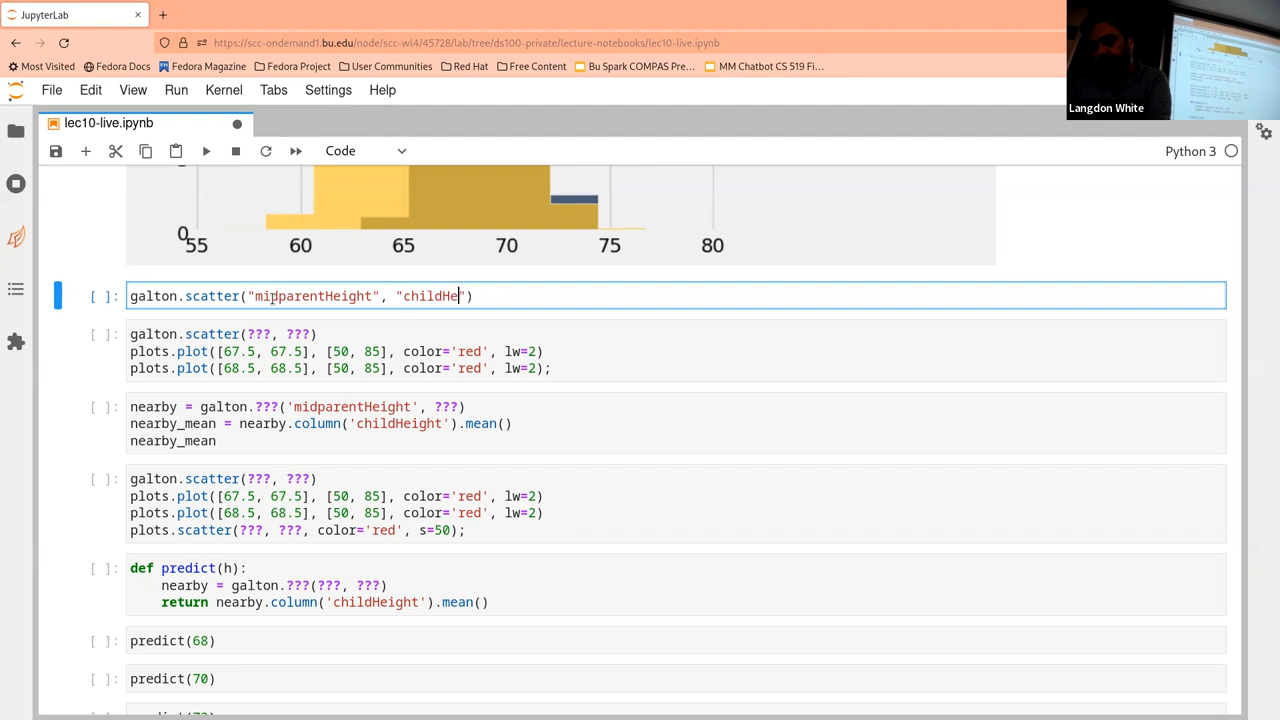 JupyterLab
https://scc-ondemand1.bu.edu/node/scc-wl4/45728/lab/tree/ds100-private/lecture-notebooks/lec10-live.ipynb
Most Visited Fedora Docs Fedora Magazine Fedora Project User Communities Red Hat Free Content Bu Spark COMPAS Pre… MM Chatbot CS 519 Fi…
Langdon White
File Edit View Run Kernel Tabs Settings Help
lec10-live.ipynb
Code
Python 3
0
55 60 65 70 75 80
[ ]: galton.scatter("midparentHeight", "childHe")
[ ]: galton.scatter(???, ???)
plots.plot([67.5, 67.5], [50, 85], color='red', lw=2)
plots.plot([68.5, 68.5], [50, 85], color='red', lw=2);
[ ]: nearby = galton.???('midparentHeight', ???)
nearby_mean = nearby.column('childHeight').mean()
nearby_mean
[ ]: galton.scatter(???, ???)
plots.plot([67.5, 67.5], [50, 85], color='red', lw=2)
plots.plot([68.5, 68.5], [50, 85], color='red', lw=2)
plots.scatter(???, ???, color='red', s=50);
[ ]: def predict(h):
nearby = galton.???(???, ???)
return nearby.column('childHeight').mean()
[ ]: predict(68)
[ ]: predict(70)